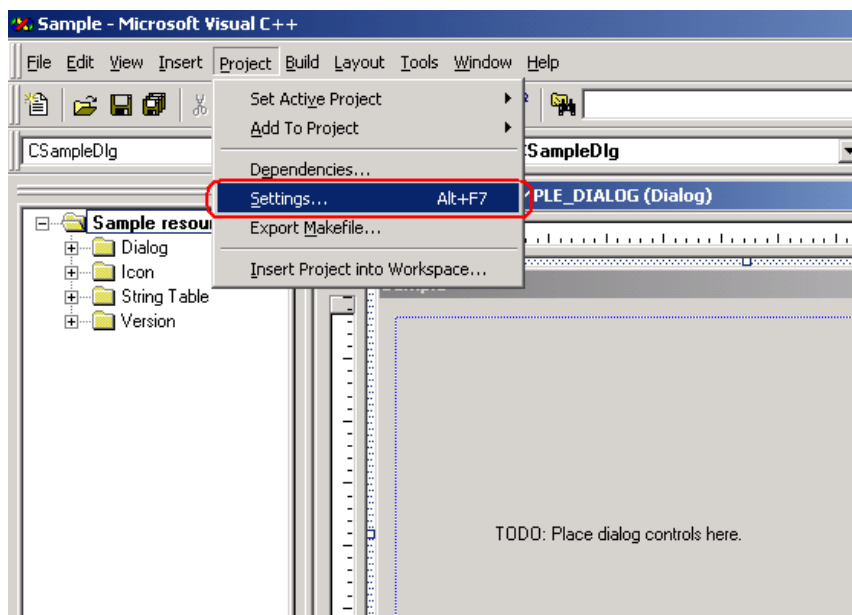 Sample - Microsoft Visual C++
File Edit View Insert Project Build Layout Tools Window Help
Set Active Project
Add To Project
CSampleDlg
CSampleDlg
Dependencies...
Settings... Alt+F7
PLE_DIALOG (Dialog)
Export Makefile...
Insert Project into Workspace...
Sample resou
Dialog
Icon
String Table
Version
TODO: Place dialog controls here.